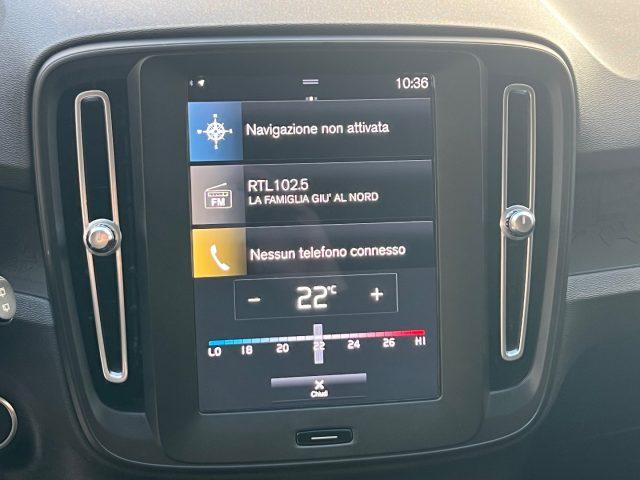 10:36
Navigazione non attivata
RTL102.5
LA FAMIGLIA GIU' AL NORD
FM
Nessun telefono connesso
− 22°C +
LO 18 20 22 24 26 HI
Chiudi